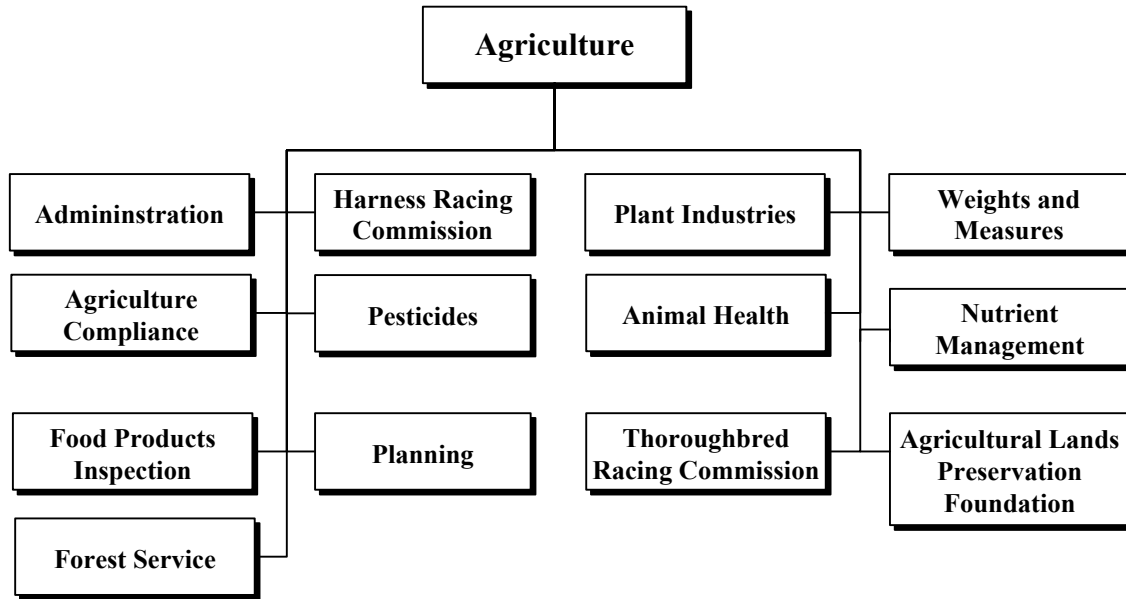 Agriculture
Admininstration
Harness Racing
Commission
Plant Industries
Weights and
Measures
Agriculture
Compliance
Pesticides
Animal Health
Nutrient
Management
Food Products
Inspection
Planning
Thoroughbred
Racing Commission
Agricultural Lands
Preservation
Foundation
Forest Service